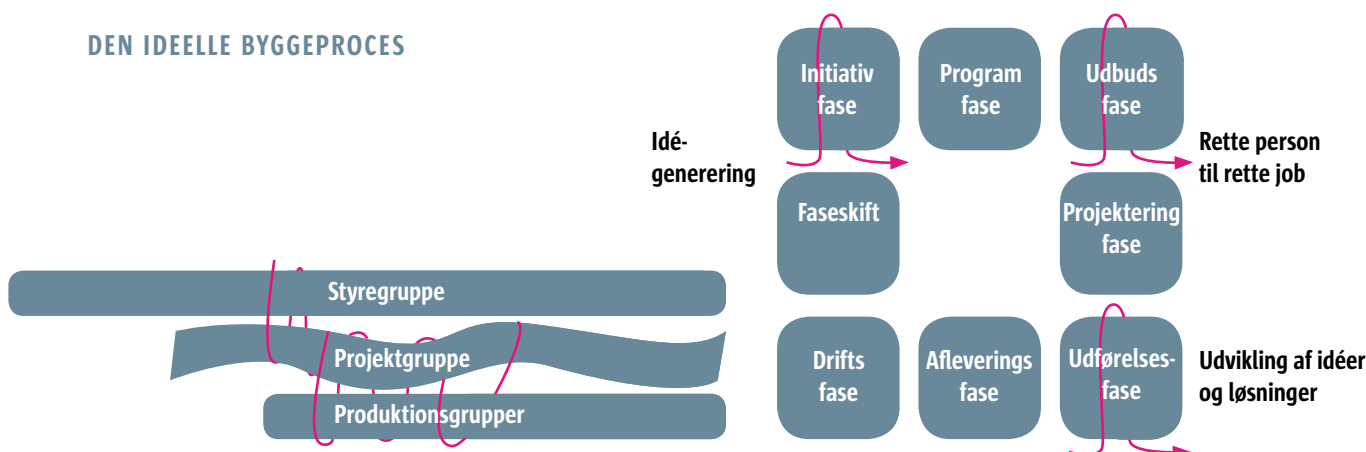 DEN IDEELLE BYGGEPROCES
Initiativ
fase
Program
fase
Udbuds
fase
Idé-
generering
Rette person
til rette job
Faseskift
Projektering
fase
Styregruppe
Projektgruppe
Produktionsgrupper
Drifts
fase
Afleverings
fase
Udførelses-
fase
Udvikling af idéer
og løsninger